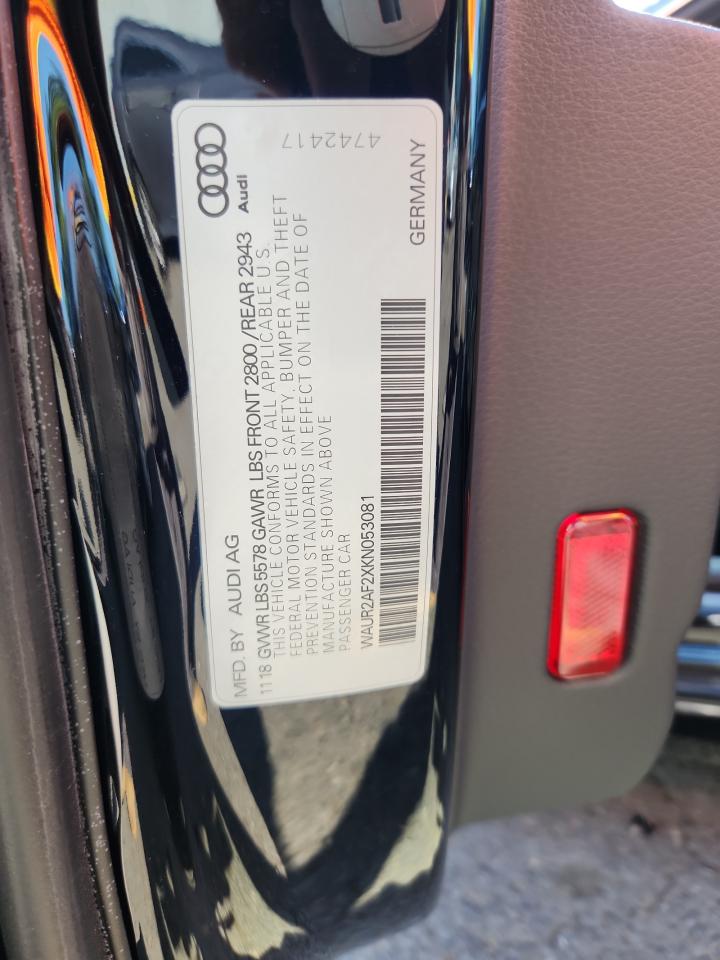 MFD. BY AUDI AG
Audi
11 18 GVWR LBS 5578 GAWR LBS FRONT 2800 /REAR 2943
THIS VEHICLE CONFORMS TO ALL APPLICABLE U.S.
FEDERAL MOTOR VEHICLE SAFETY, BUMPER AND THEFT
PREVENTION STANDARDS IN EFFECT ON THE DATE OF
MANUFACTURE SHOWN ABOVE
PASSENGER CAR
WAUR2AF2XKN053081
GERMANY
4742417